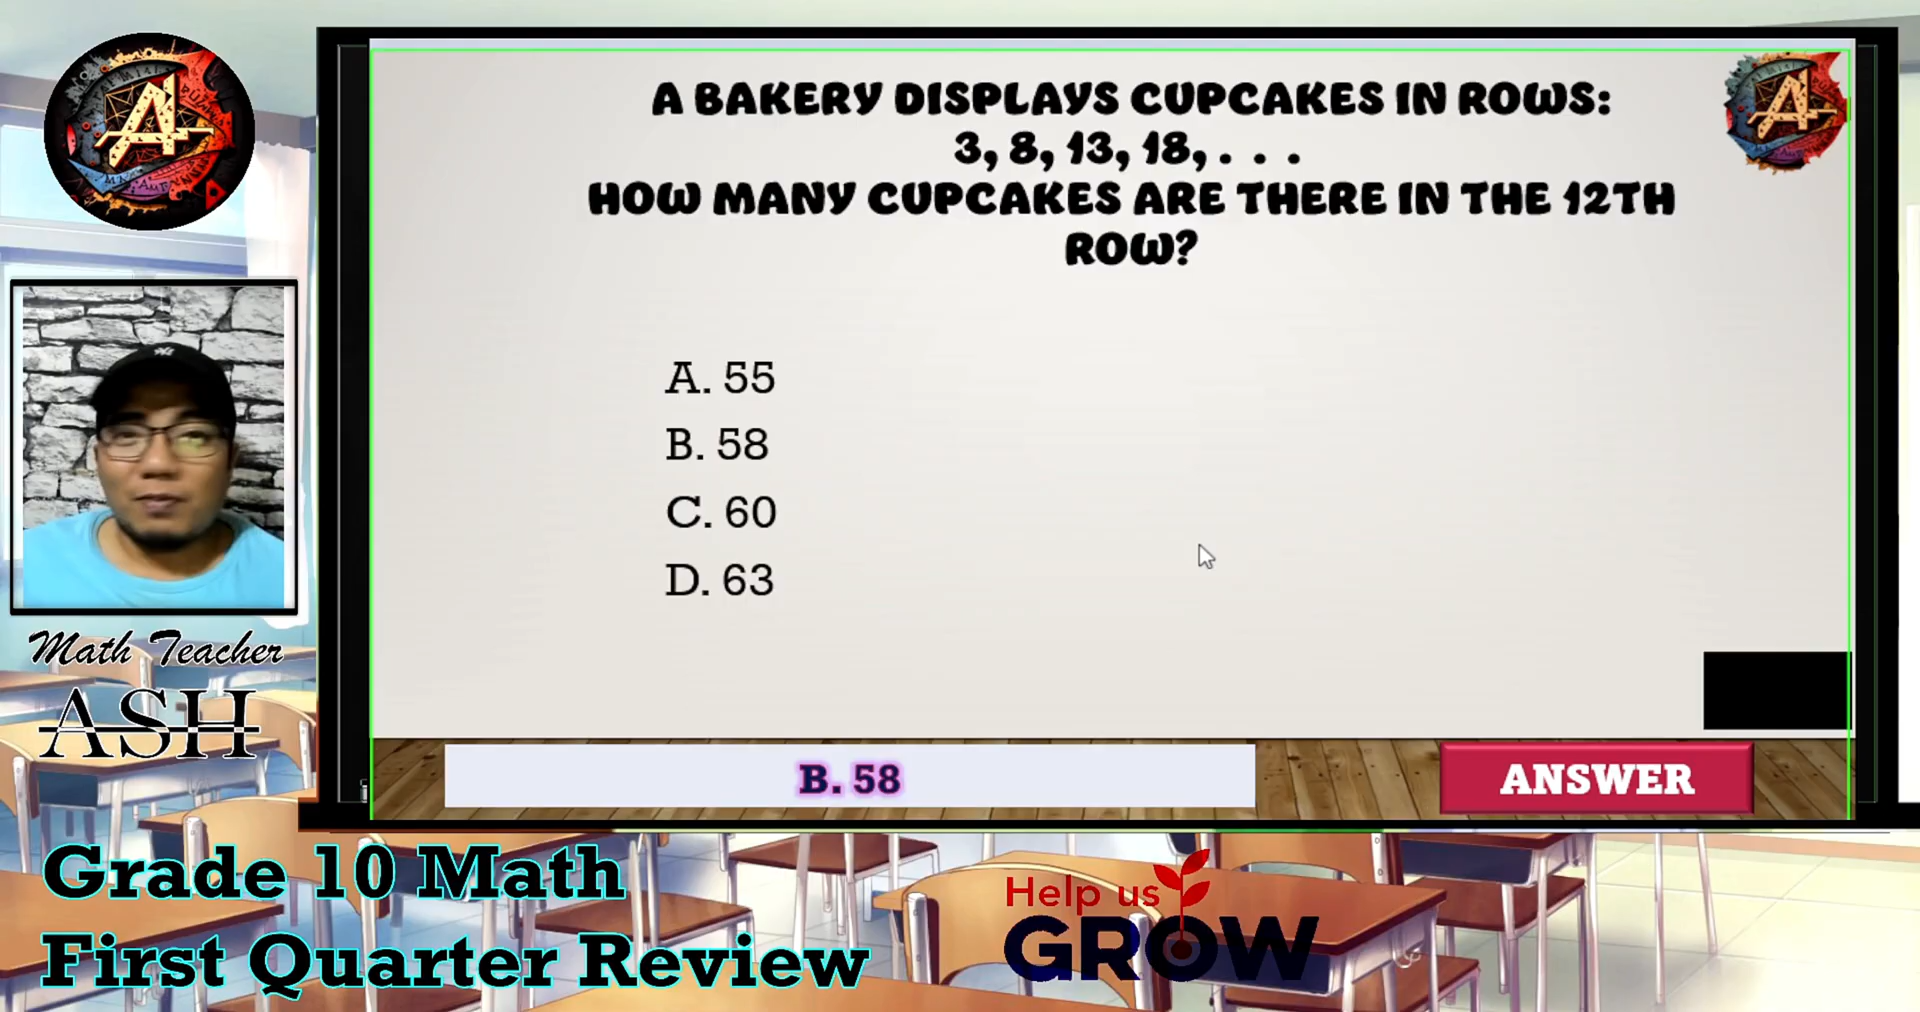 A BAKERY DISPLAYS CUPCAKES IN ROWS:
3, 8, 13, 18, . . .
HOW MANY CUPCAKES ARE THERE IN THE 12TH
ROW?
A. 55
B. 58
C. 60
D. 63
B. 58
ANSWER
Math Teacher
ASH
Grade 10 Math
First Quarter Review
Help us
GROW